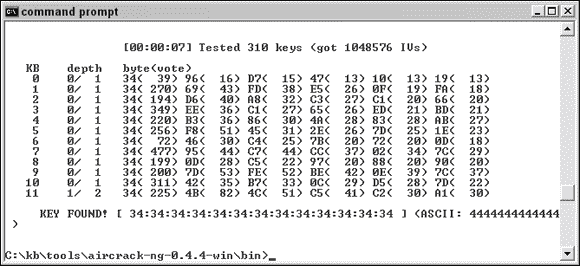 command prompt
[00:00:07] Tested 310 keys (got 1048576 IVs)
KB depth byte(vote)
0 0/ 1 34( 39) 96( 16) D7( 15) 47( 13) 10( 13) 19( 13)
1 0/ 1 34( 270) 69( 43) FD( 38) E5( 26) 0F( 19) FA( 18)
2 0/ 1 34( 194) D6( 40) A8( 32) C3( 27) C1( 20) 66( 20)
3 0/ 1 34( 349) EE( 36) C1( 27) 65( 26) ED( 21) BD( 21)
4 0/ 1 34( 220) B3( 36) 86( 30) 4A( 28) 83( 28) AB( 27)
5 0/ 1 34( 256) F8( 51) 45( 31) 2E( 26) 7D( 25) 1E( 23)
6 0/ 1 34( 72) 46( 30) C4( 25) 7B( 20) 72( 20) 0D( 18)
7 0/ 1 34( 477) 95( 44) C7( 44) CC( 37) 02( 34) 7C( 29)
8 0/ 1 34( 199) 0D( 28) C5( 22) 97( 20) 88( 20) 90( 20)
9 0/ 1 34( 200) 7D( 53) FE( 52) BE( 42) 0E( 39) 7C( 37)
10 0/ 1 34( 311) 42( 35) B7( 33) 0C( 29) D5( 28) 7D( 22)
11 1/ 2 34( 225) 4B( 82) 4C( 51) C5( 41) C2( 30) A1( 30)
KEY FOUND! [ 34:34:34:34:34:34:34:34:34:34:34:34:34 ] (ASCII: 4444444444444
)
C:\kb\tools\aircrack-ng-0.4.4-win\bin>_